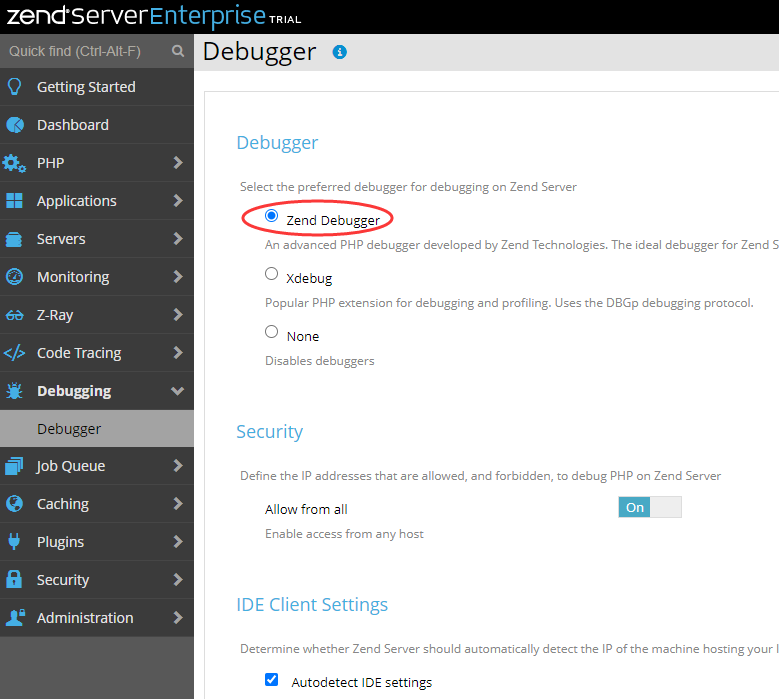 zend Server Enterprise TRIAL
Quick find (Ctrl-Alt-F)
Getting Started
Dashboard
PHP
Applications
Servers
Monitoring
Z-Ray
Code Tracing
Debugging
Debugger
Job Queue
Caching
Plugins
Security
Administration
Debugger
Debugger
Select the preferred debugger for debugging on Zend Server
Zend Debugger
An advanced PHP debugger developed by Zend Technologies. The ideal debugger for Zend S
Xdebug
Popular PHP extension for debugging and profiling. Uses the DBGp debugging protocol.
None
Disables debuggers
Security
Define the IP addresses that are allowed, and forbidden, to debug PHP on Zend Server
Allow from all
On
Enable access from any host
IDE Client Settings
Determine whether Zend Server should automatically detect the IP of the machine hosting your I
Autodetect IDE settings